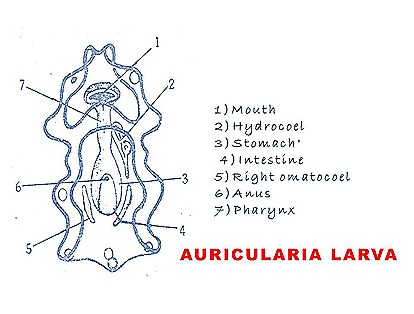 1
7
2
6
3
5
4
1) Mouth
2) Hydrocoel
3) Stomach'
4) Intestine
5) Right omatocoel
6) Anus
7) Pharynx
AURICULARIA LARVA